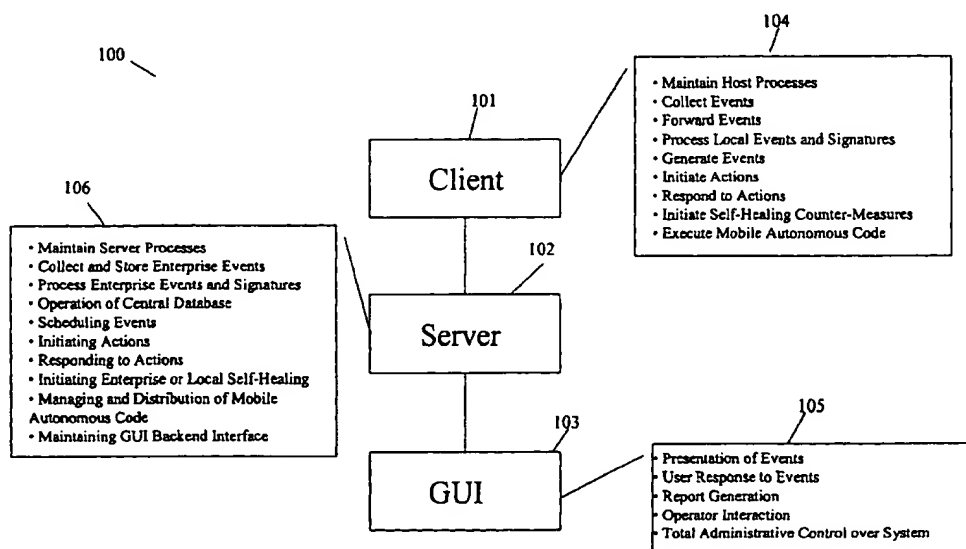 100
104
• Maintain Host Processes
• Collect Events
• Forward Events
• Process Local Events and Signatures
• Generate Events
• Initiate Actions
• Respond to Actions
• Initiate Self-Healing Counter-Measures
• Execute Mobile Autonomous Code
101
Client
106
• Maintain Server Processes
• Collect and Store Enterprise Events
• Process Enterprise Events and Signatures
• Operation of Central Database
• Scheduling Events
• Initiating Actions
• Responding to Actions
• Initiating Enterprise or Local Self-Healing
• Managing and Distribution of Mobile
Autonomous Code
• Maintaining GUI Backend Interface
102
Server
103
GUI
105
• Presentation of Events
• User Response to Events
• Report Generation
• Operator Interaction
• Total Administrative Control over System